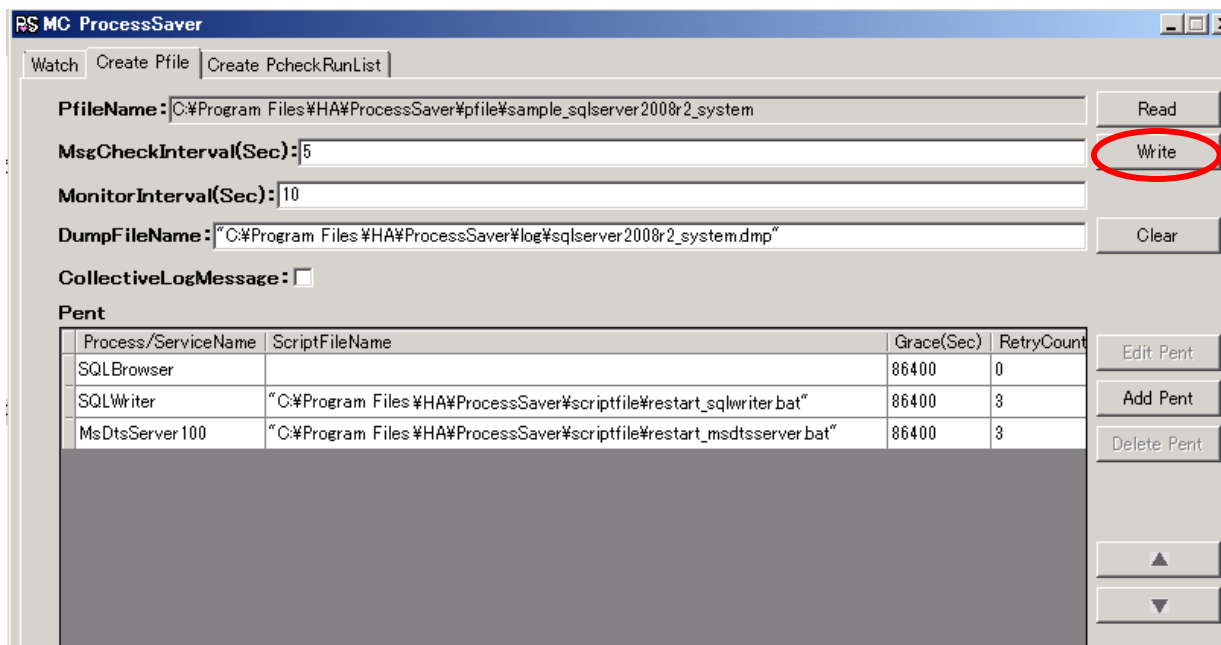 PS MC ProcessSaver
Watch Create Pfile Create PcheckRunList
PfileName: C:¥Program Files¥HA¥ProcessSaver¥pfile¥sample_sqlserver2008r2_system Read
MsgCheckInterval(Sec): 5 Write
MonitorInterval(Sec): 10
DumpFileName: "C:¥Program Files¥HA¥ProcessSaver¥log¥sqlserver2008r2_system.dmp" Clear
CollectiveLogMessage:
Pent
Process/ServiceName ScriptFileName Grace(Sec) RetryCount
SQLBrowser 86400 0
Edit Pent
SQLWriter "C:¥Program Files¥HA¥ProcessSaver¥scriptfile¥restart_sqlwriter.bat" 86400 3
Add Pent
MsDtsServer100 "C:¥Program Files¥HA¥ProcessSaver¥scriptfile¥restart_msdtsserver.bat" 86400 3
Delete Pent
▲
▼